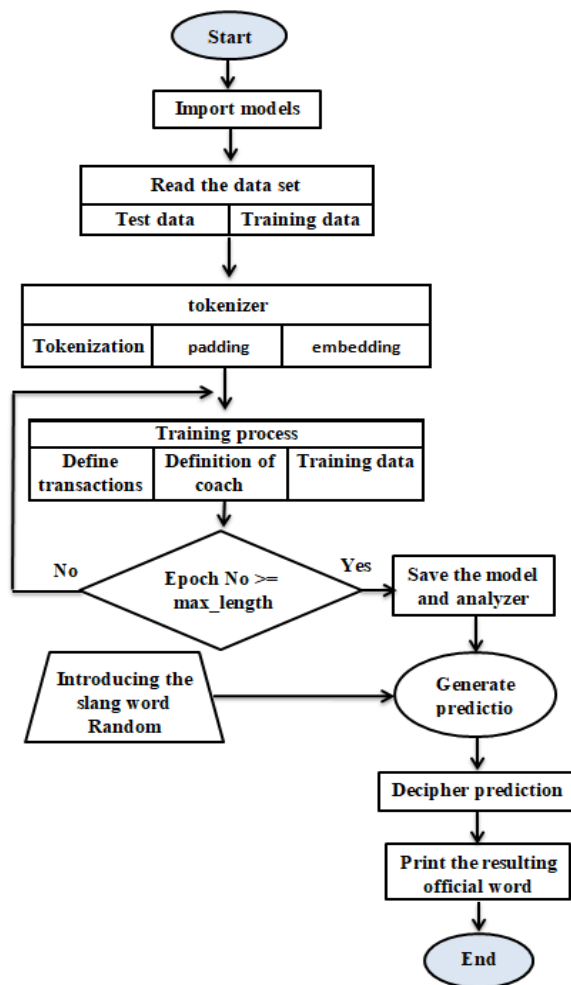 Start
Import models
Read the data set
Test data
Training data
tokenizer
Tokenization
padding
embedding
Training process
Define
transactions
Definition of
coach
Training data
No
Epoch No >=
max_length
Yes
Save the model
and analyzer
Introducing the
slang word
Random
Generate
predictio
Decipher prediction
Print the resulting
official word
End